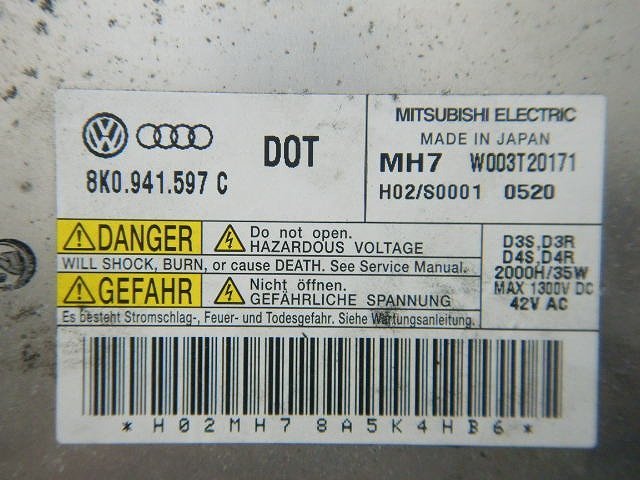 MITSUBISHI ELECTRIC
MADE IN JAPAN
DOT
MH7 W003T20171
8K0.941.597 C
H02/S0001 0520
DANGER
Do not open.
HAZARDOUS VOLTAGE
WILL SHOCK, BURN, or cause DEATH. See Service Manual.
GEFAHR
Nicht öffnen.
GEFÄHRLICHE SPANNUNG
Es besteht Stromschlag-, Feuer- und Todesgefahr. Siehe Wartungsanleitung.
D3S, D3R
D4S, D4R
2000H/35W
MAX 1300V DC
42V AC
*H02MH78A5K4HB6*